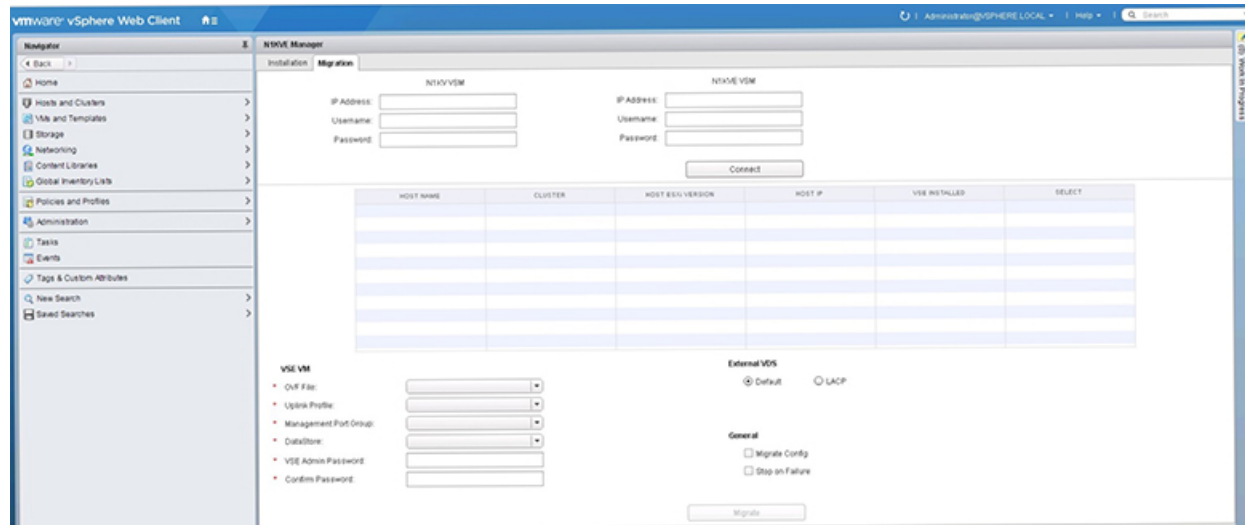 vmware® vSphere Web Client
Administrator@VSPHERE.LOCAL
Help
Search
Navigator
Back
Home
Hosts and Clusters
VMs and Templates
Storage
Networking
Content Libraries
Global Inventory Lists
Policies and Profiles
Administration
Tasks
Events
Tags & Custom Attributes
New Search
Saved Searches
N1KVE Manager
Installation Migration
N1KV VSM
IP Address:
Username:
Password:
N1KVE VSM
IP Address:
Username:
Password:
Connect
HOST NAME CLUSTER HOST ESXi VERSION HOST IP VSE INSTALLED SELECT
VSE VM
* OVF File:
* Uplink Profile:
* Management Port Group:
* DataStore:
* VSE Admin Password:
* Confirm Password:
External VDS
Default LACP
General
Migrate Config
Stop on Failure
Migrate
(0) Work In Progress